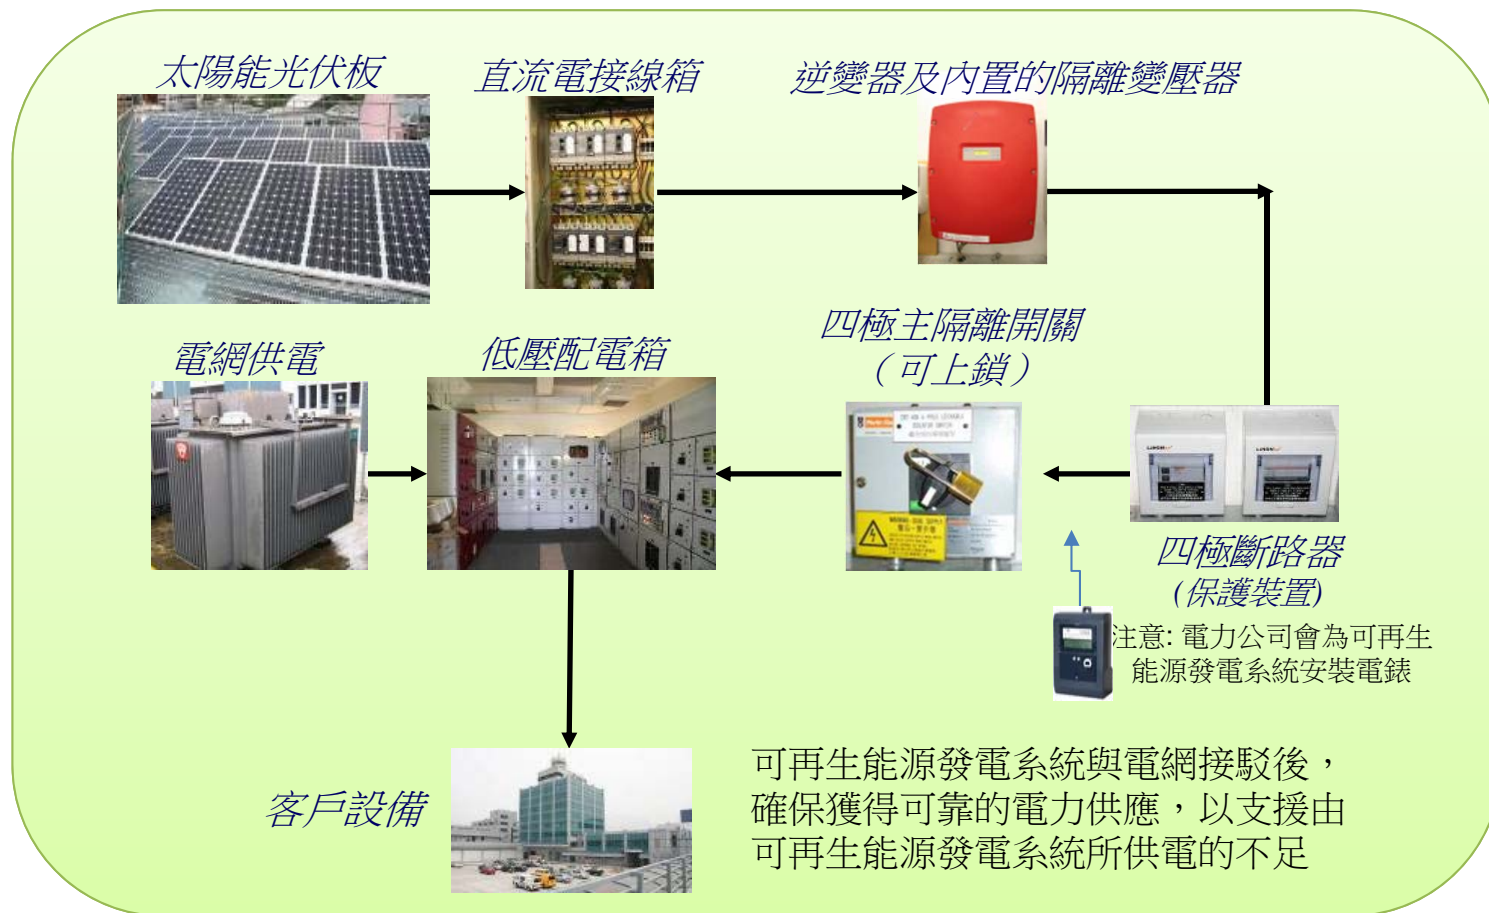 太陽能光伏板
直流電接線箱
逆變器及內置的隔離變壓器
電網供電
低壓配電箱
四極主隔離開關
（可上鎖）
四極斷路器
(保護裝置)
注意: 電力公司會為可再生
能源發電系統安裝電錶
客戶設備
可再生能源發電系統與電網接駁後，
確保獲得可靠的電力供應，以支援由
可再生能源發電系統所供電的不足